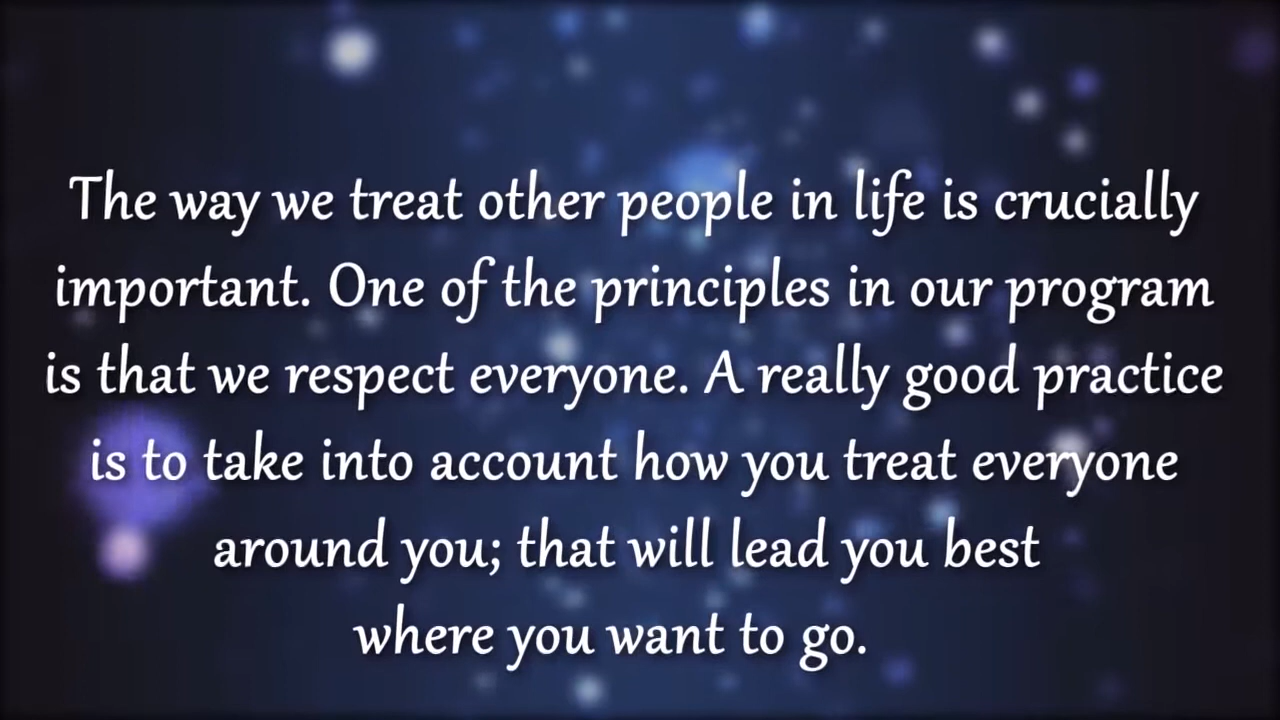 The way we treat other people in life is crucially
important. One of the principles in our program
is that we respect everyone. A really good practice
is to take into account how you treat everyone
around you; that will lead you best
where you want to go.